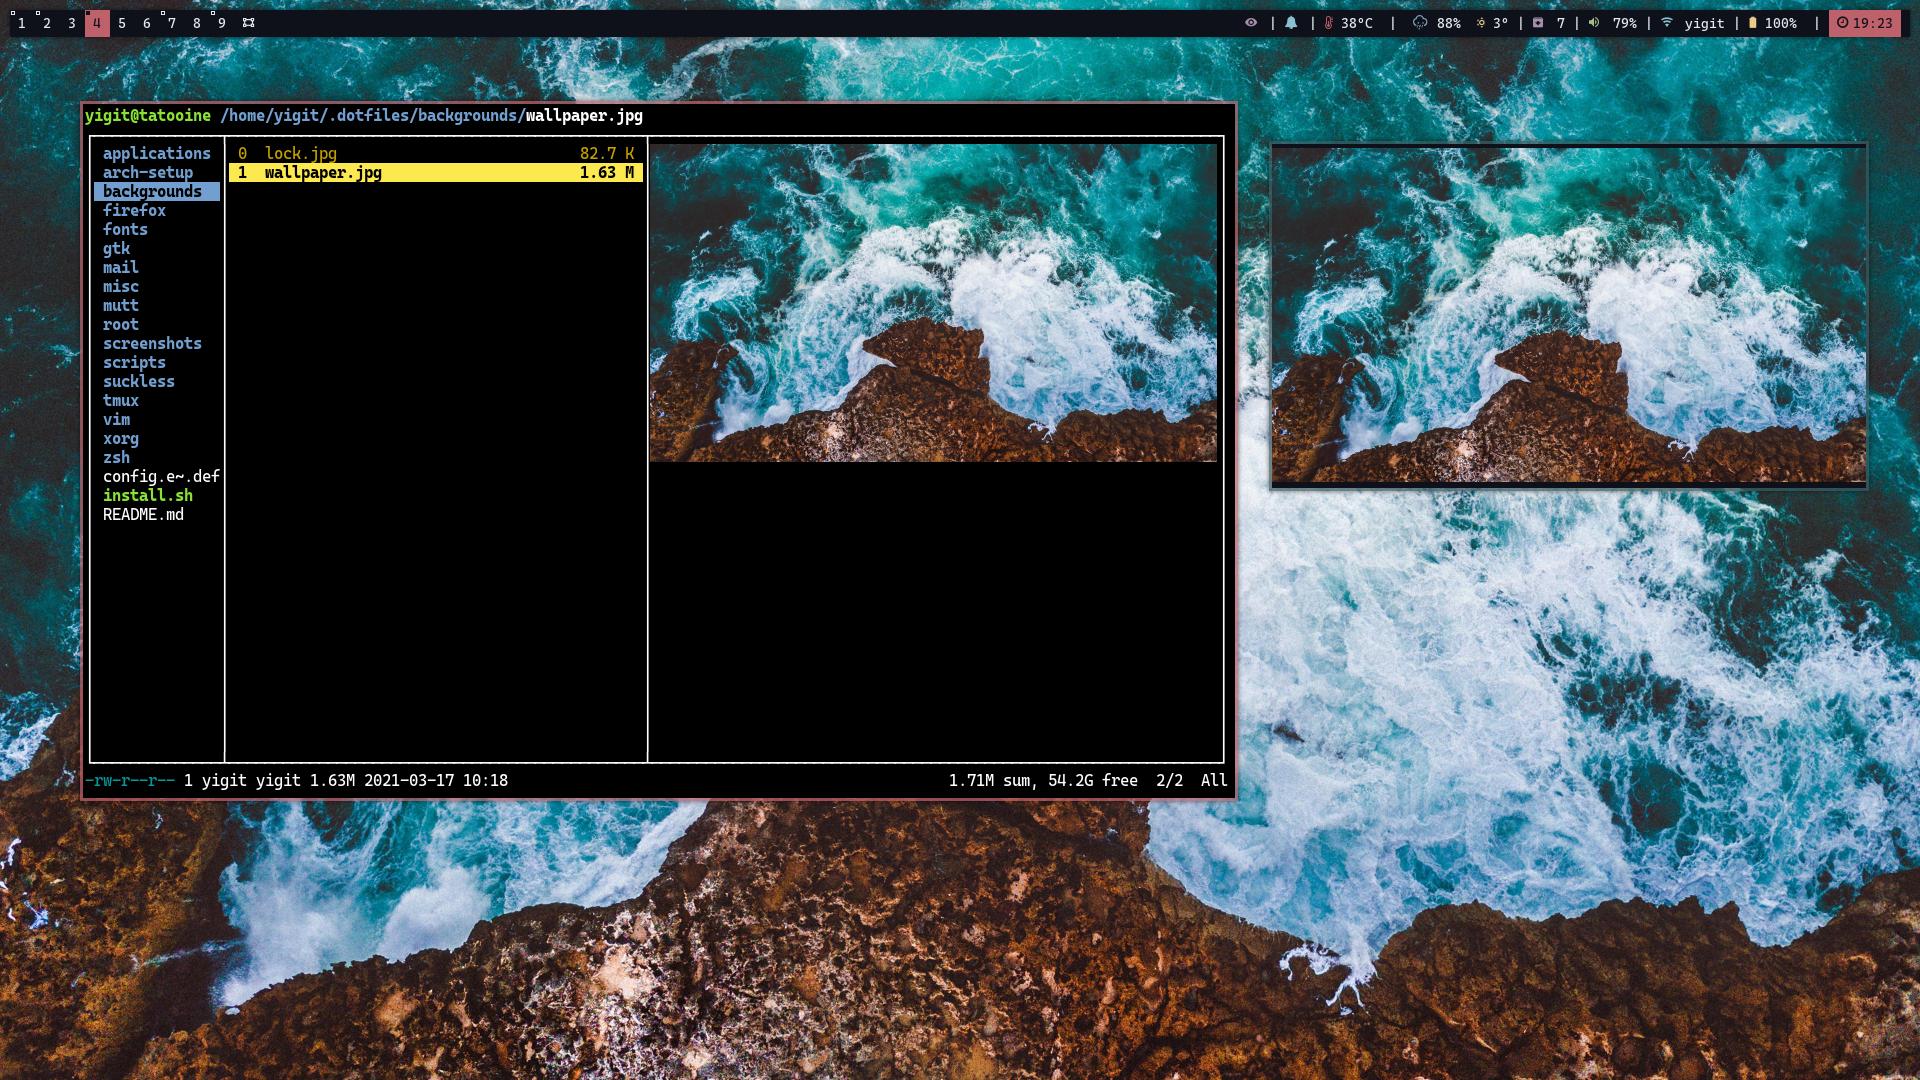 1 2 3 4 5 6 7 8 9 | | 38°C | 88% 3° | 7 | 79% | yigit | 100% | 19:23
yigit@tatooine /home/yigit/.dotfiles/backgrounds/wallpaper.jpg
applications
arch-setup
backgrounds
firefox
fonts
gtk
mail
misc
mutt
root
screenshots
scripts
suckless
tmux
vim
xorg
zsh
config.e~.def
install.sh
README.md
0 lock.jpg 82.7 K
1 wallpaper.jpg 1.63 M
-rw-r--r-- 1 yigit yigit 1.63M 2021-03-17 10:18 1.71M sum, 54.2G free 2/2 All